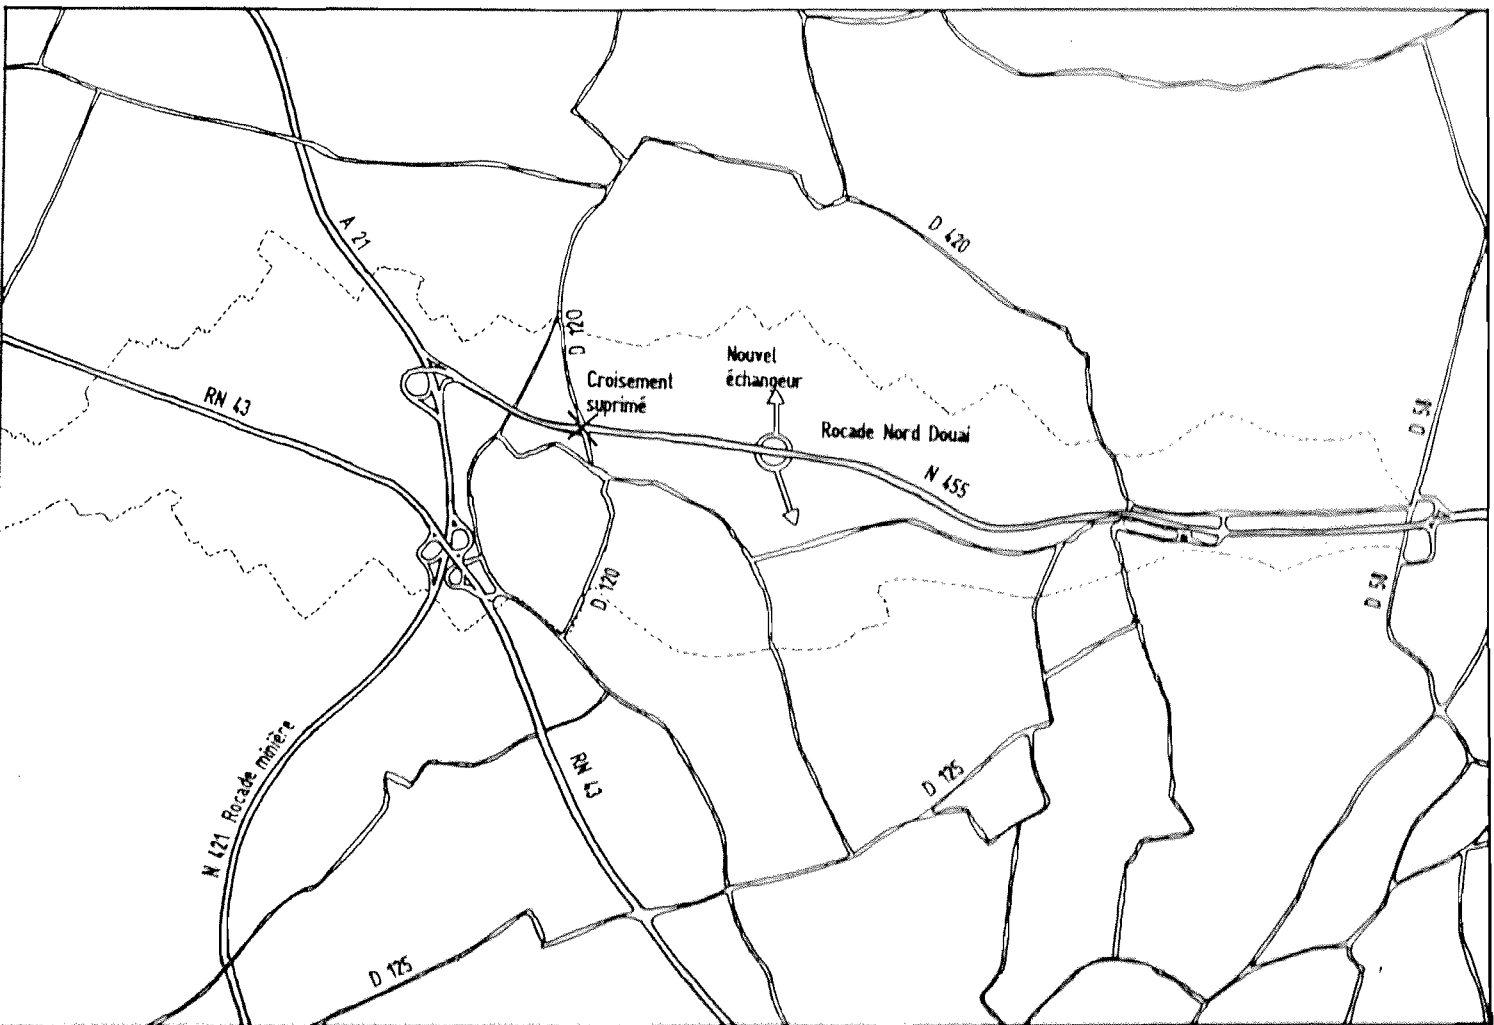 A 21
D 420
D 120
Nouvel
échangeur
Croisement
suprimé
RN 43
D 58
Rocade Nord Douai
N 455
D 120
D 58
N 421 Rocade minière
RN 43
D 125
D 125